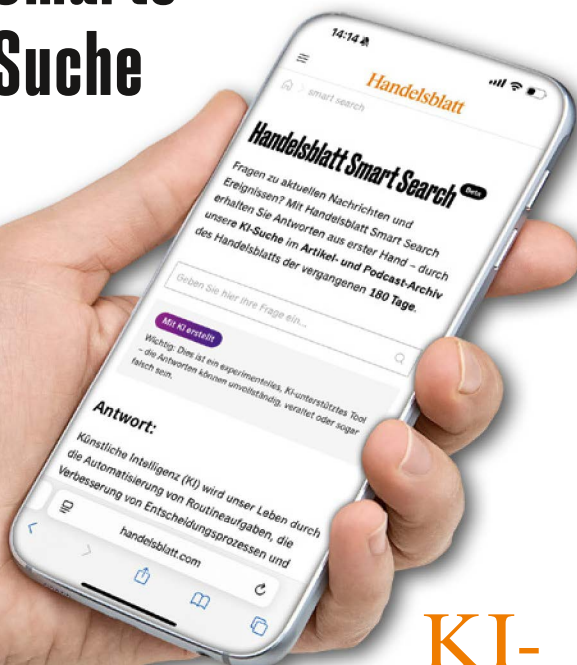 Suche
14:14
Handelsblatt
smart search
Handelsblatt Smart Search Beta
Fragen zu aktuellen Nachrichten und
Ereignissen? Mit Handelsblatt Smart Search
erhalten Sie Antworten aus erster Hand – durch
unsere KI-Suche im Artikel- und Podcast-Archiv
des Handelsblatts der vergangenen 180 Tage.
Geben Sie hier Ihre Frage ein...
Mit KI erstellt
Wichtig: Dies ist ein experimentelles, KI-unterstütztes Tool
– die Antworten können unvollständig, veraltet oder sogar
falsch sein.
Antwort:
Künstliche Intelligenz (KI) wird unser Leben durch
die Automatisierung von Routineaufgaben, die
Verbesserung von Entscheidungsprozessen und
handelsblatt.com
KI-